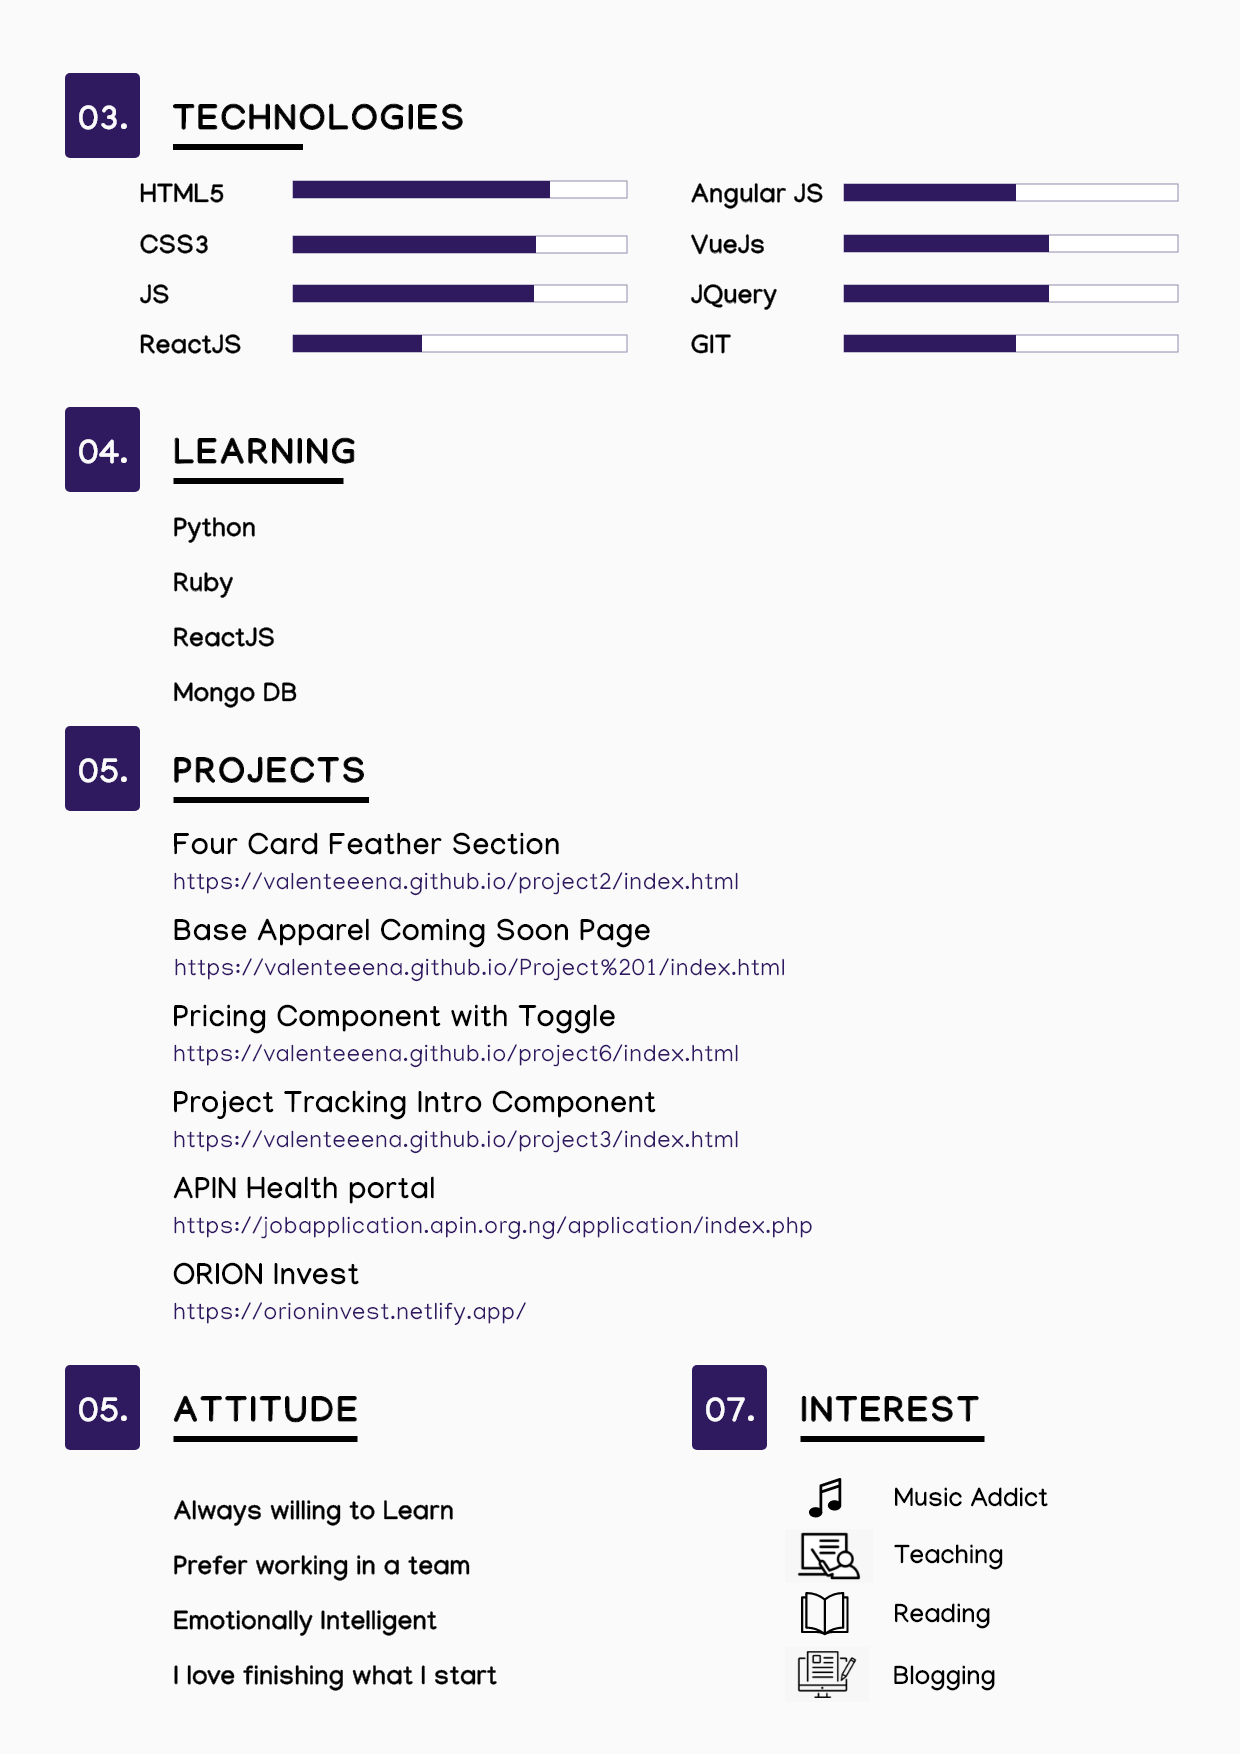 03.
TECHNOLOGIES
HTML5
CSS3
JS
ReactJS
Angular JS
VueJs
JQuery
GIT
04.
LEARNING
Python
Ruby
ReactJS
Mongo DB
05.
PROJECTS
Four Card Feather Section
https://valenteeena.github.io/project2/index.html
Base Apparel Coming Soon Page
https://valenteeena.github.io/Project%201/index.html
Pricing Component with Toggle
https://valenteeena.github.io/project6/index.html
Project Tracking Intro Component
https://valenteeena.github.io/project3/index.html
APIN Health portal
https://jobapplication.apin.org.ng/application/index.php
ORION Invest
https://orioninvest.netlify.app/
05.
ATTITUDE
Always willing to Learn
Prefer working in a team
Emotionally Intelligent
I love finishing what I start
07.
INTEREST
Music Addict
Teaching
Reading
Blogging